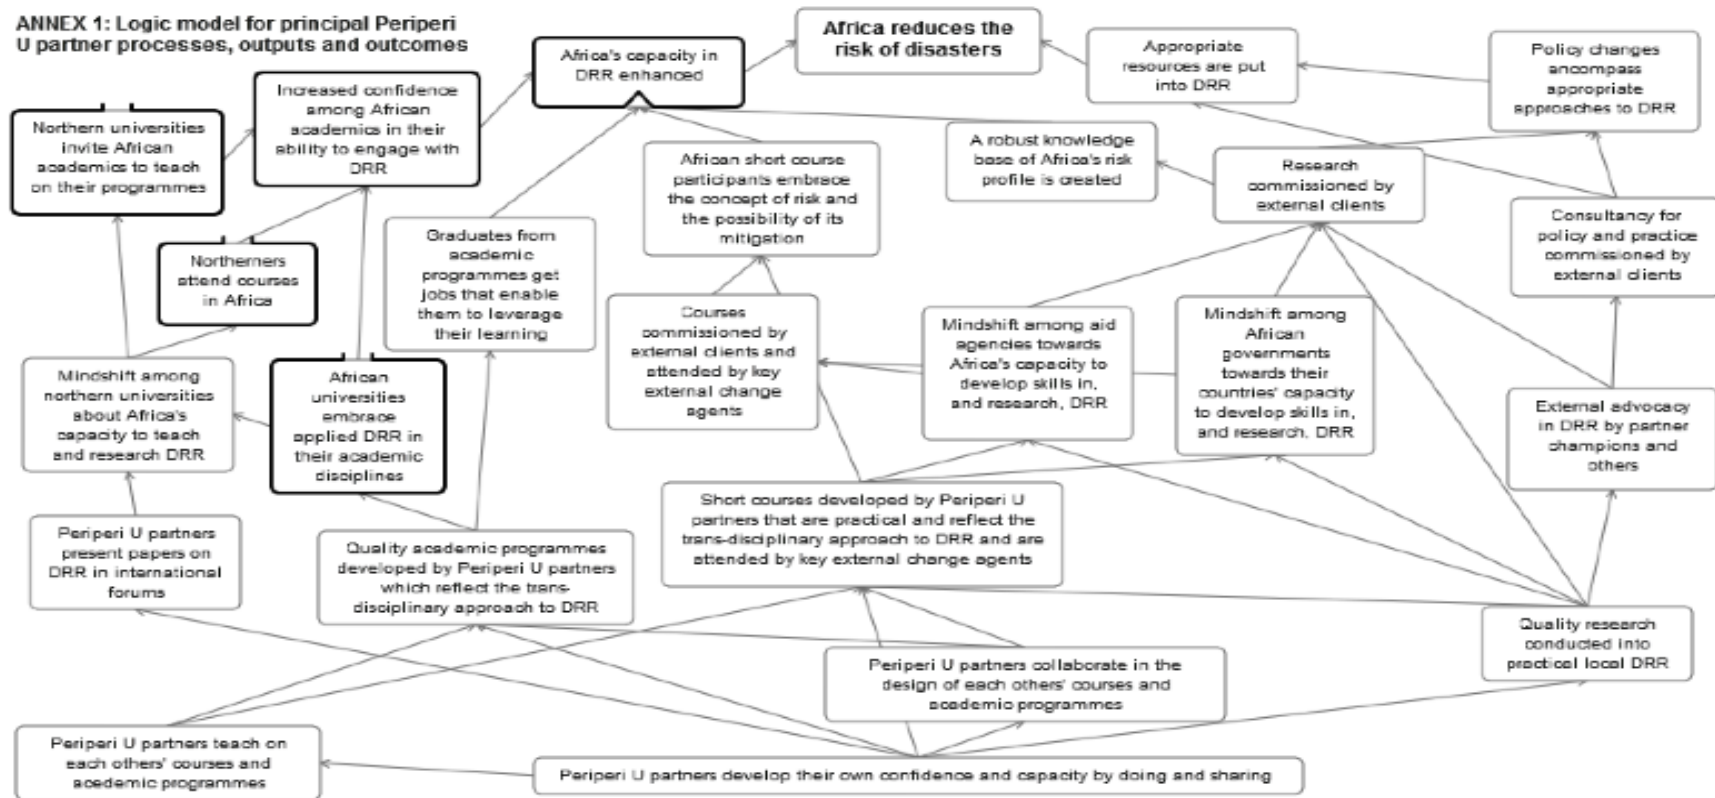 ANNEX 1: Logic model for principal Periperi
U partner processes, outputs and outcomes
Africa's capacity in
DRR enhanced
Africa reduces the
risk of disasters
Appropriate
resources are put
into DRR
Policy changes
encompass
appropriate
approaches to DRR
Northern universities
invite African
academics to teach
on their programmes
Increased confidence
among African
academics in their
ability to engage with
DRR
African short course
participants embrace
the concept of risk and
the possibility of its
mitigation
A robust knowledge
base of Africa's risk
profile is created
Research
commissioned by
external clients
Consultancy for
policy and practice
commissioned by
external clients
Northerners
attend courses
in Africa
Graduates from
academic
programmes get
jobs that enable
them to leverage
their learning
Courses
commissioned by
external clients and
attended by key
external change
agents
Mindshift among aid
agencies towards
Africa's capacity to
develop skills in,
and research, DRR
Mindshift among
African
governments
towards their
countries' capacity
to develop skills in,
and research, DRR
External advocacy
in DRR by partner
champions and
others
Mindshift among
northern universities
about Africa's
capacity to teach
and research DRR
African
universities
embrace
applied DRR in
their academic
disciplines
Periperi U partners
present papers on
DRR in international
forums
Quality academic programmes
developed by Periperi U partners
which reflect the trans-
disciplinary approach to DRR
Short courses developed by Periperi U
partners that are practical and reflect the
trans-disciplinary approach to DRR and are
attended by key external change agents
Quality research
conducted into
practical local DRR
Periperi U partners collaborate in the
design of each others' courses and
academic programmes
Periperi U partners teach on
each others' courses and
acedemic programmes
Periperi U partners develop their own confidence and capacity by doing and sharing